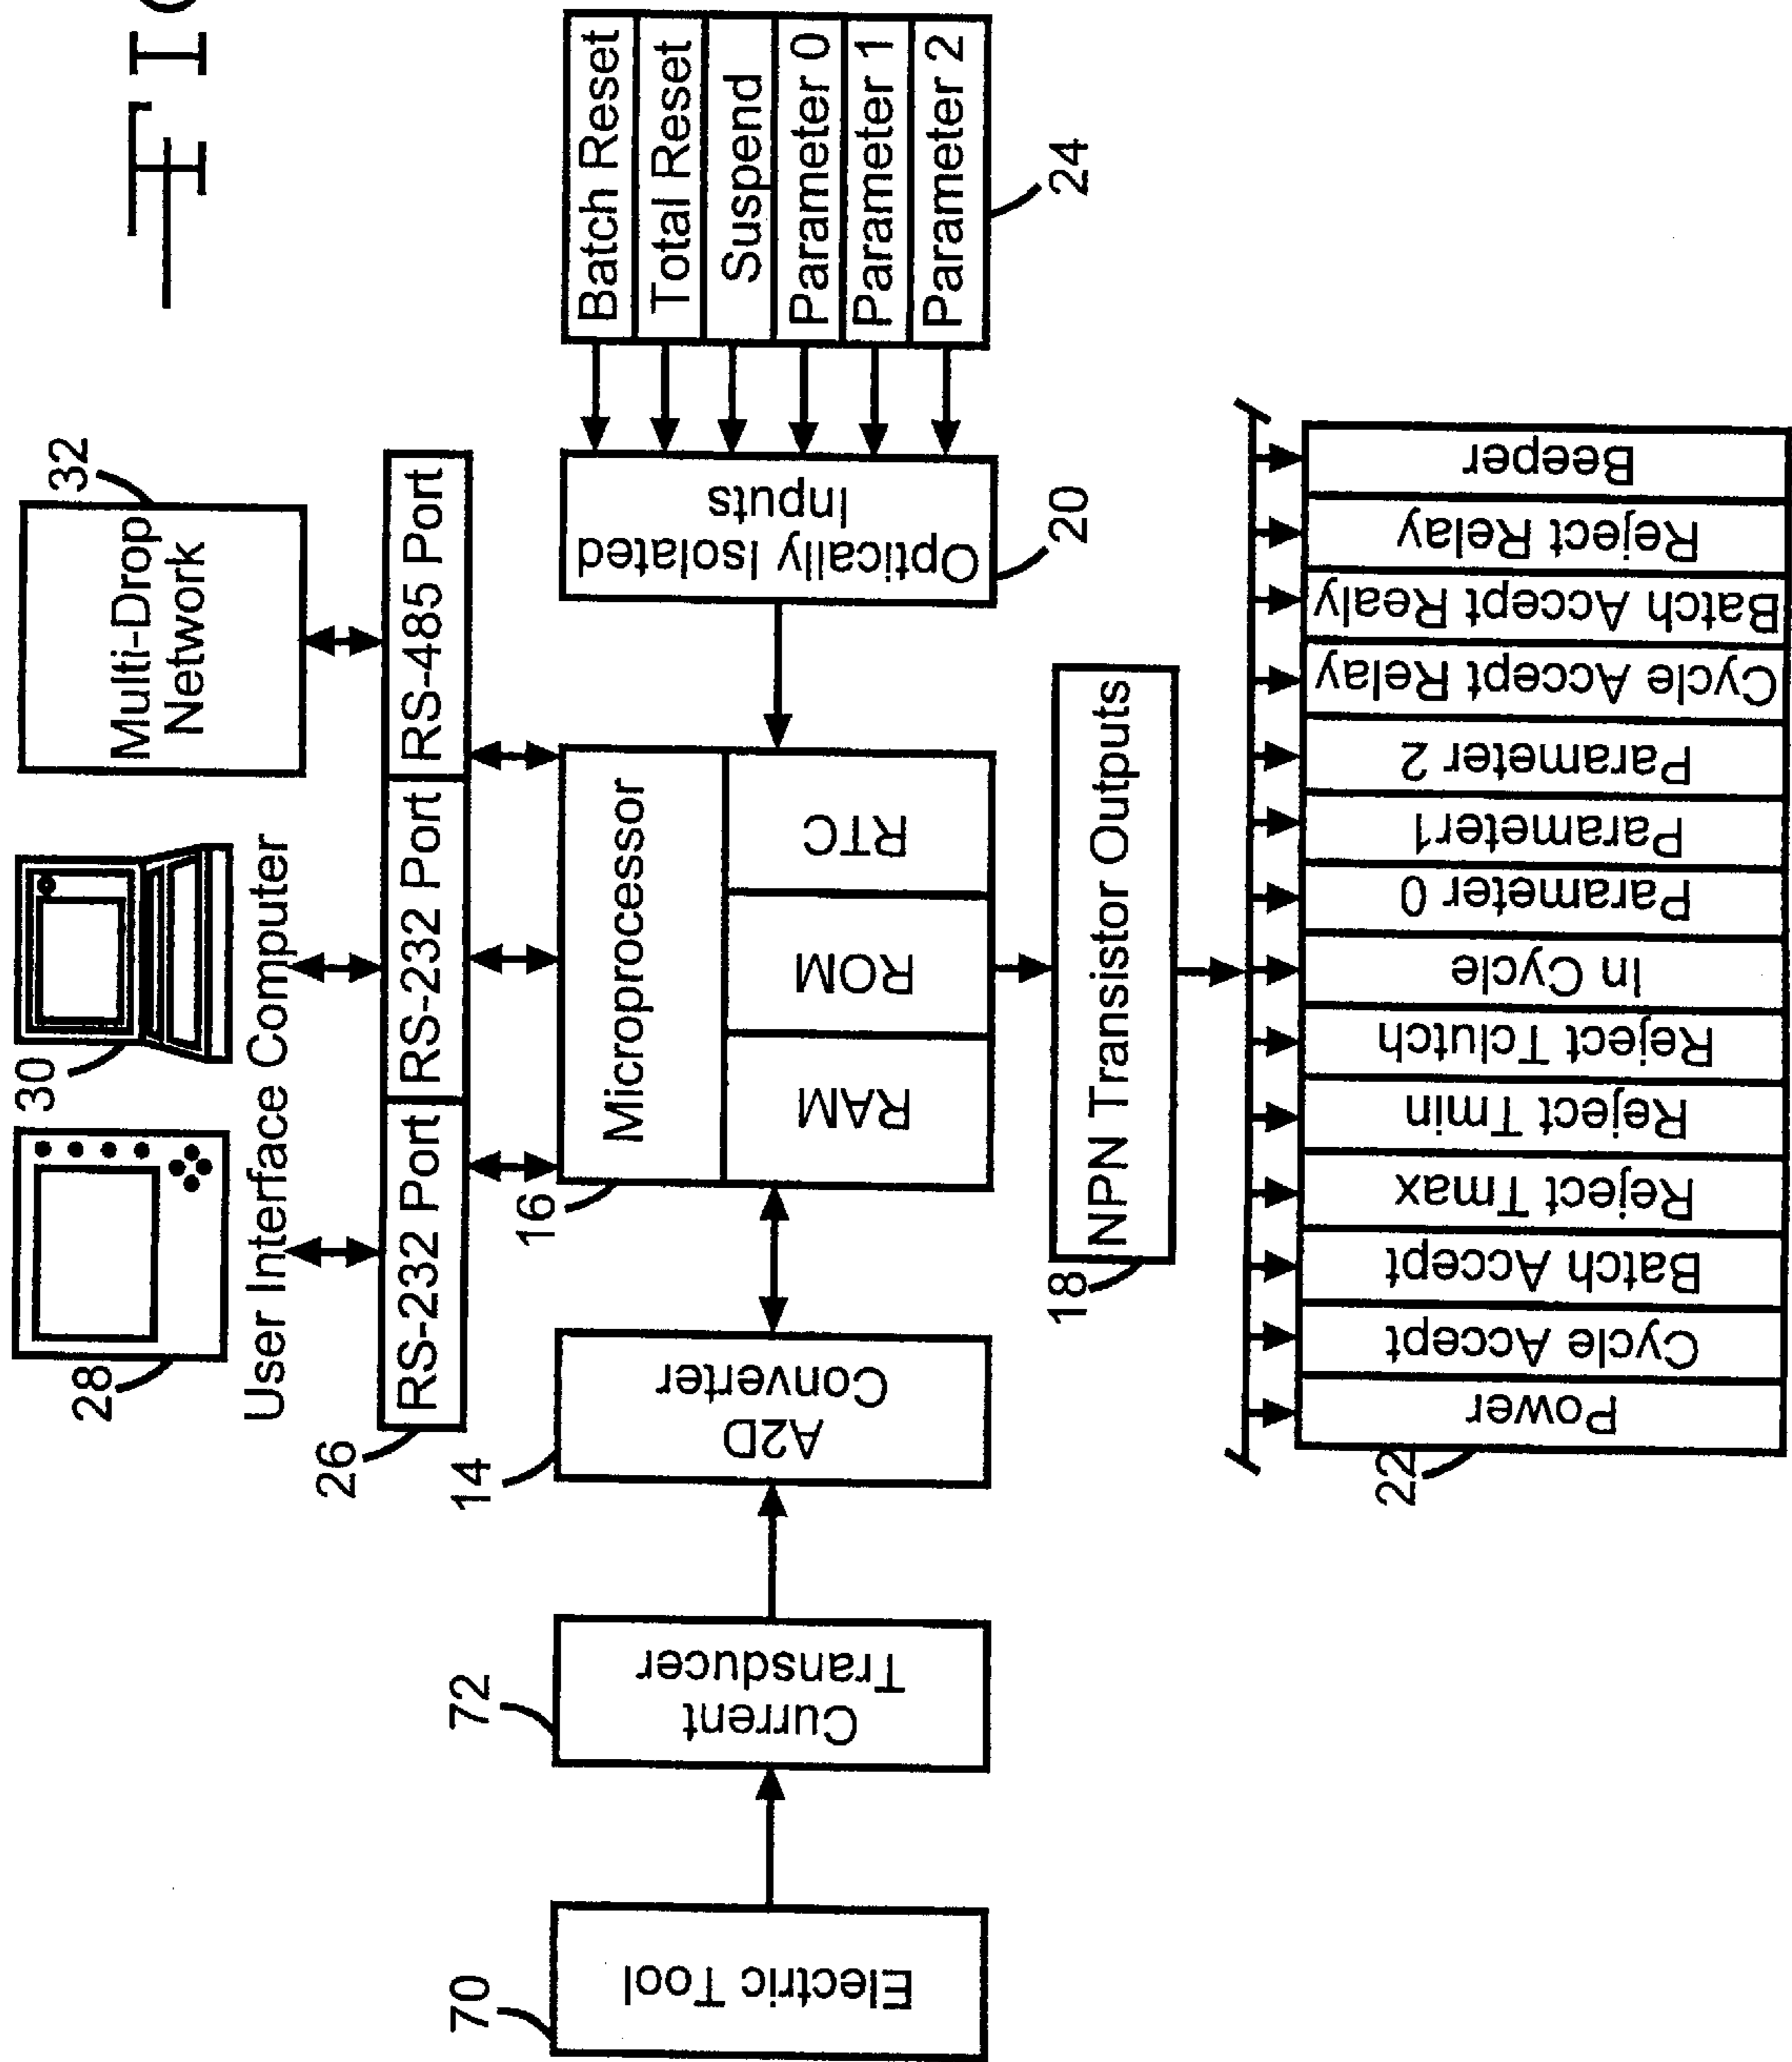 28
30
User Interface Computer
Multi-Drop
Network
32
26
RS-232 Port
RS-232 Port
RS-485 Port
70
Electric Tool
72
Current
Transducer
14
A2D
Converter
16
Microprocessor
RAM
ROM
RTC
Optically Isolated
Inputs
20
Batch Reset
Total Reset
Suspend
Parameter 0
Parameter 1
Parameter 2
24
18
NPN Transistor Outputs
22
Power
Cycle Accept
Batch Accept
Reject Tmax
Reject Tmin
Reject Tclutch
In Cycle
Parameter 0
Parameter1
Parameter 2
Cycle Accept Relay
Batch Accept Realy
Reject Relay
Beeper